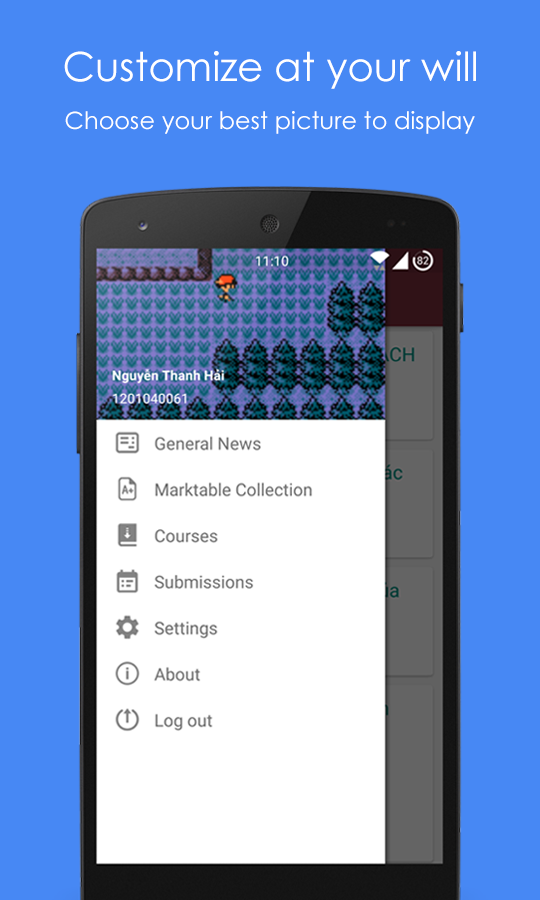 Customize at your will
Choose your best picture to display
11:10
82
ACH
Nguyễn Thanh Hải
1201040061
General News
ác
A+
Marktable Collection
Courses
Submissions
Settings
About
Log out